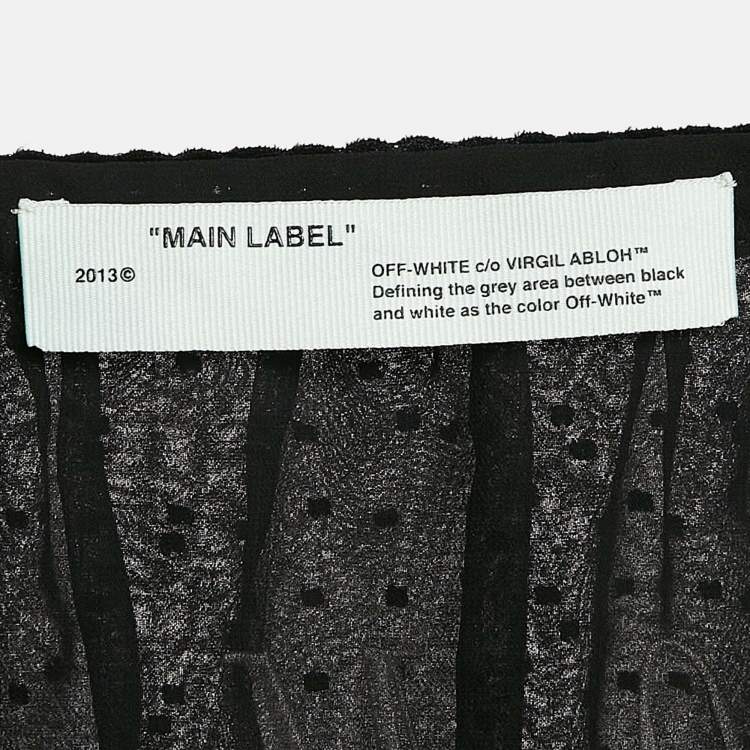 "MAIN LABEL"
2013©
OFF-WHITE c/o VIRGIL ABLOH™
Defining the grey area between black
and white as the color Off-White™